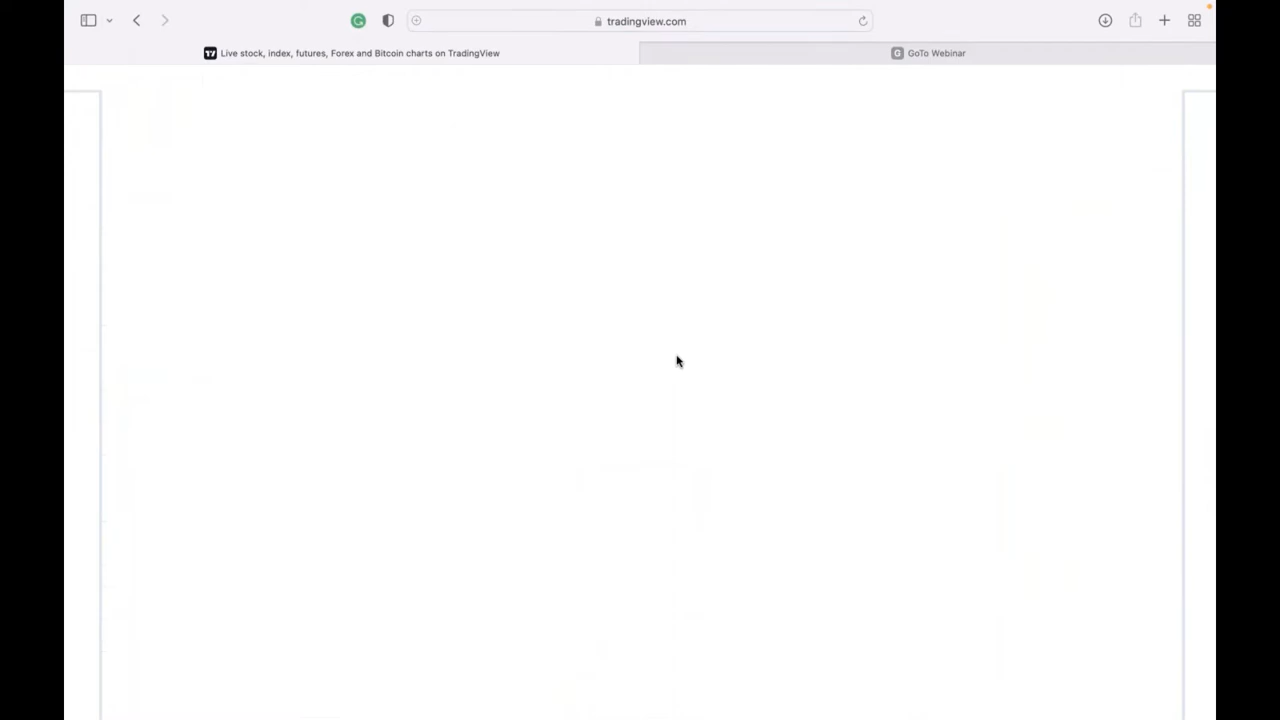 tradingview.com
Live stock, index, futures, Forex and Bitcoin charts on TradingView
GoTo Webinar